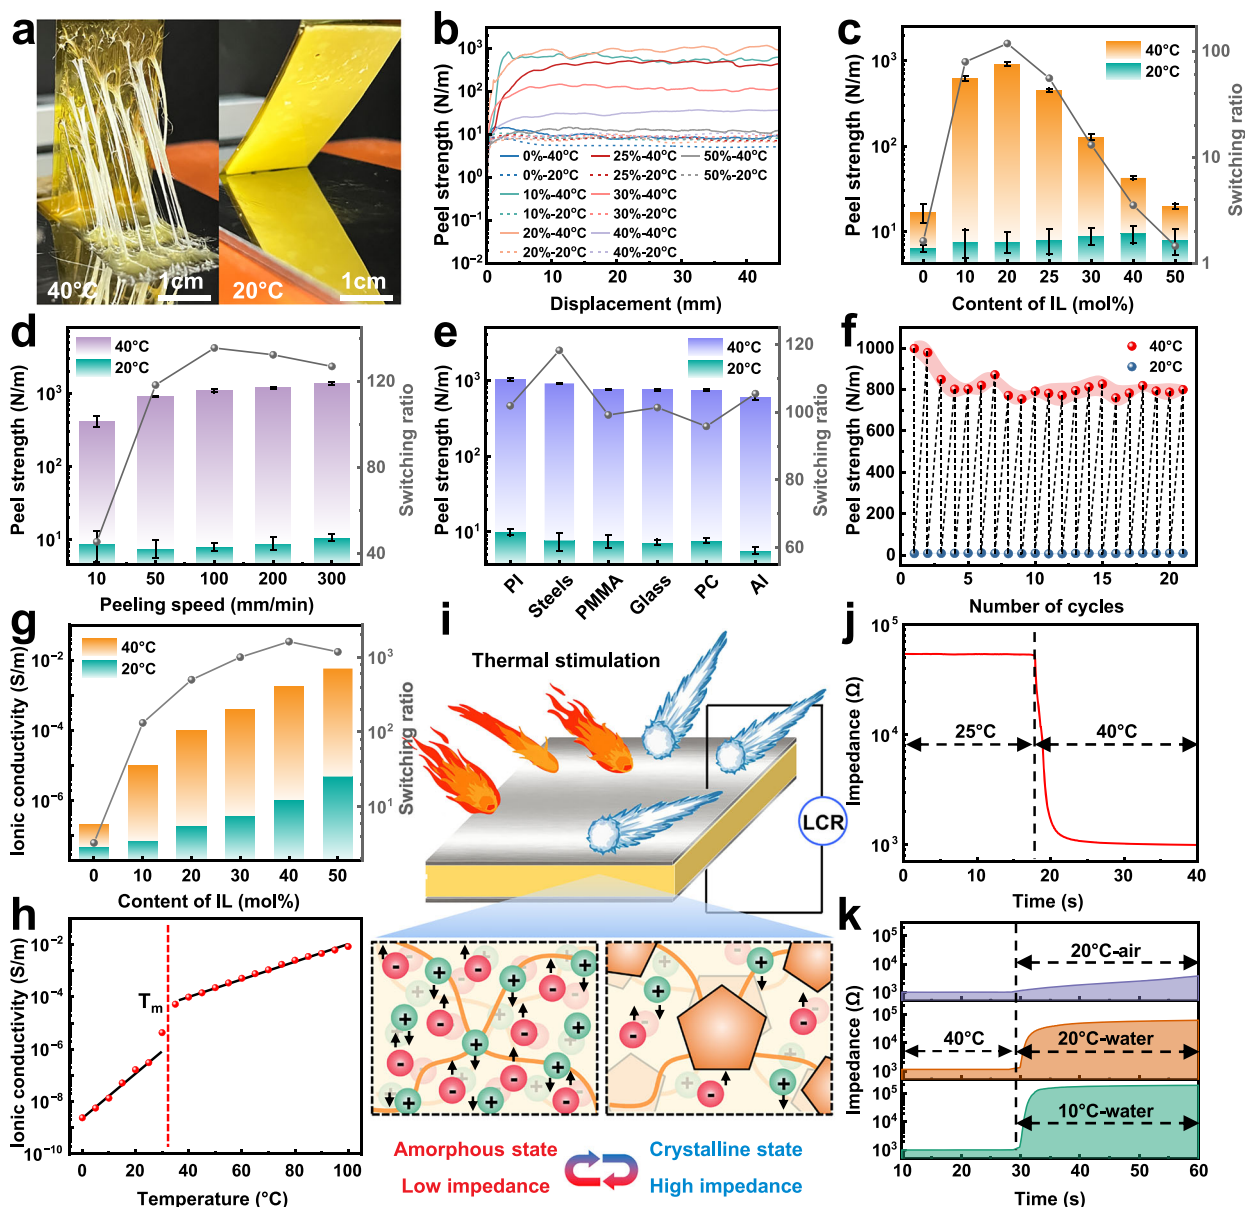 a
40°C
1cm
20°C
1cm
b
Peel strength (N/m)
10³
10²
10¹
10⁰
10⁻¹
10⁻²
0%-40°C
0%-20°C
10%-40°C
10%-20°C
20%-40°C
20%-20°C
25%-40°C
25%-20°C
30%-40°C
30%-20°C
40%-40°C
40%-20°C
50%-40°C
50%-20°C
0 10 20 30 40
Displacement (mm)
c
Peel strength (N/m)
10³
10²
10¹
40°C
20°C
100
10
1
Switching ratio
0 10 20 25 30 40 50
Content of IL (mol%)
d
Peel strength (N/m)
10³
10²
10¹
40°C
20°C
120
80
40
Switching ratio
10 50 100 200 300
Peeling speed (mm/min)
e
Peel strength (N/m)
10³
10²
10¹
40°C
20°C
120
100
80
60
Switching ratio
PI
Steels
PMMA
Glass
PC
Al
f
Peel strength (N/m)
1000
800
600
400
200
0
40°C
20°C
0 5 10 15 20
Number of cycles
g
Ionic conductivity (S/m)
10⁻²
10⁻⁴
10⁻⁶
40°C
20°C
10³
10²
10¹
Switching ratio
0 10 20 30 40 50
Content of IL (mol%)
h
Ionic conductivity (S/m)
10⁻²
10⁻⁴
10⁻⁶
10⁻⁸
10⁻¹⁰
Tm
0 20 40 60 80 100
Temperature (°C)
i
Thermal stimulation
LCR
Amorphous state
Low impedance
Crystalline state
High impedance
j
Impedance (Ω)
10⁵
10⁴
10³
25°C
40°C
0 10 20 30 40
Time (s)
k
Impedance (Ω)
10⁵
10⁴
10³
20°C-air
10⁵
10⁴
10³
40°C
20°C-water
10⁵
10⁴
10³
10°C-water
10 20 30 40 50 60
Time (s)